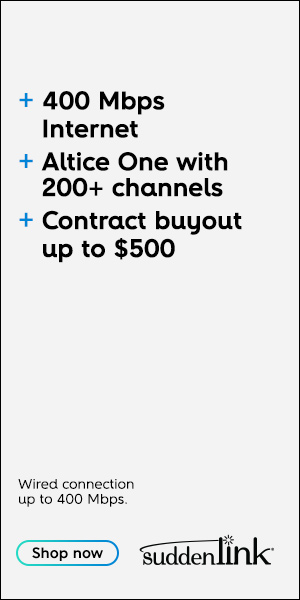 + 400 Mbps
Internet
+ Altice One with
200+ channels
+ Contract buyout
up to $500
Wired connection
up to 400 Mbps.
Shop now
suddenlink